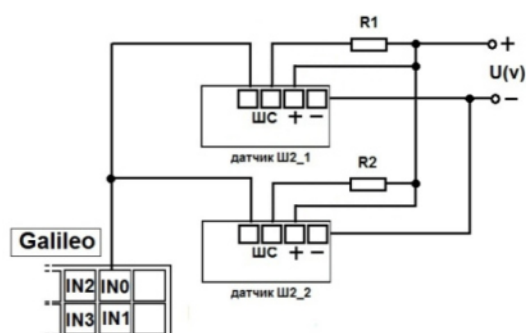 R1
+
U(v)
−
ШС + −
датчик Ш2_1
R2
Galileo
ШС + −
IN2 IN0
датчик Ш2_2
IN3 IN1